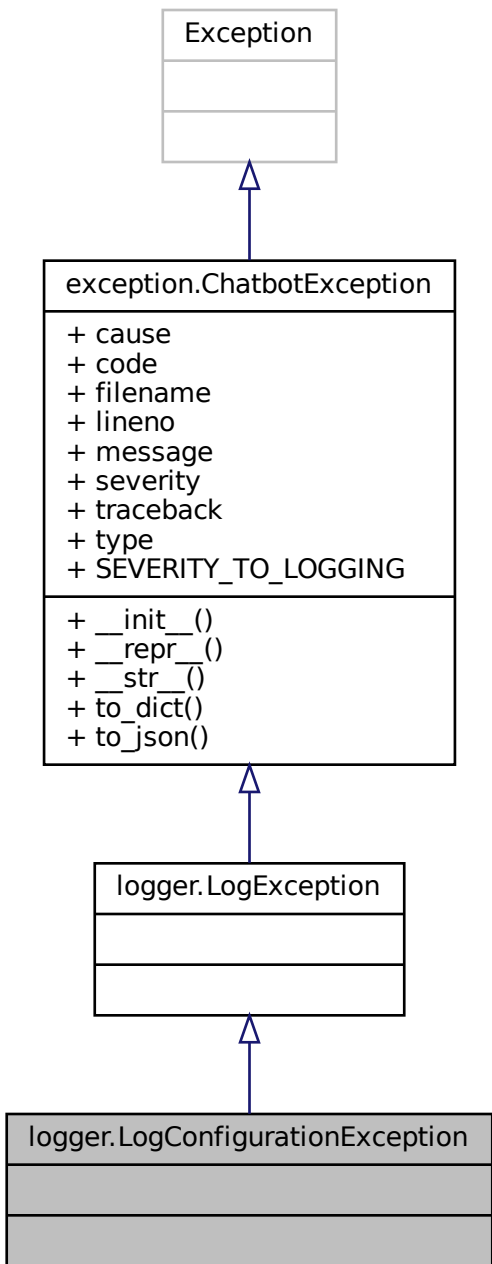 Exception
exception.ChatbotException
+ cause
+ code
+ filename
+ lineno
+ message
+ severity
+ traceback
+ type
+ SEVERITY_TO_LOGGING
+ __init__()
+ __repr__()
+ __str__()
+ to_dict()
+ to_json()
logger.LogException
logger.LogConfigurationException